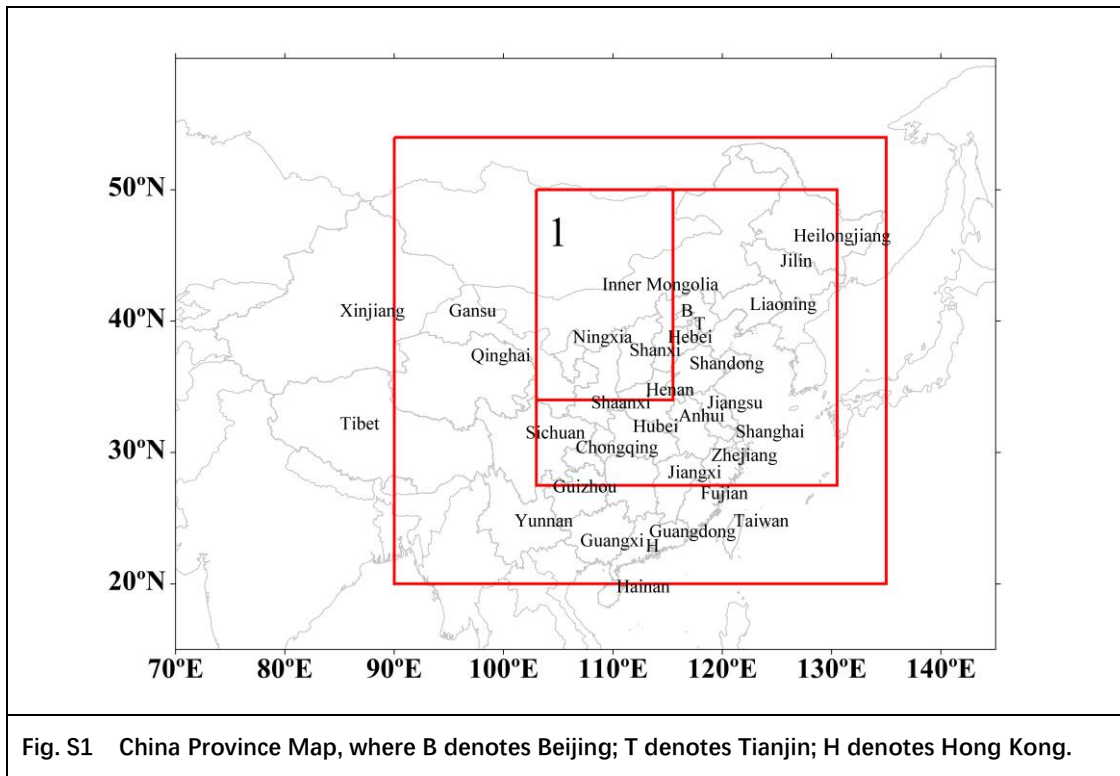 50ºN
1
Heilongjiang
Jilin
Inner Mongolia
Liaoning
Xinjiang
Gansu
B
40ºN
T
Ningxia
Hebei
Shanxi
Qinghai
Shandong
Henan
Shaanxi
Jiangsu
Anhui
Tibet
Hubei
Sichuan
Shanghai
Chongqing
30ºN
Zhejiang
Jiangxi
Guizhou
Fujian
Yunnan
Taiwan
Guangdong
Guangxi
H
20ºN
Hainan
70ºE 80ºE 90ºE 100ºE 110ºE 120ºE 130ºE 140ºE
Fig. S1 China Province Map, where B denotes Beijing; T denotes Tianjin; H denotes Hong Kong.